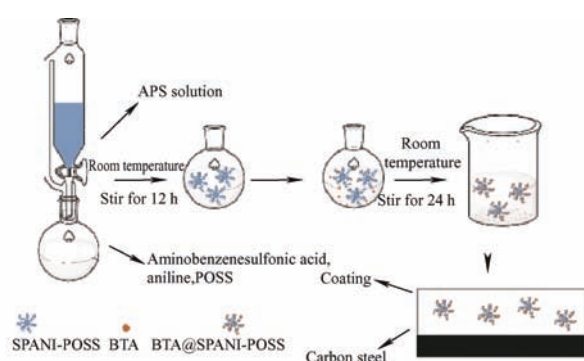 APS solution
Room temperature
Stir for 12 h
Room
temperature
Stir for 24 h
Aminobenzenesulfonic acid,
aniline,POSS
Coating
SPANI-POSS BTA BTA@SPANI-POSS
Carbon steel